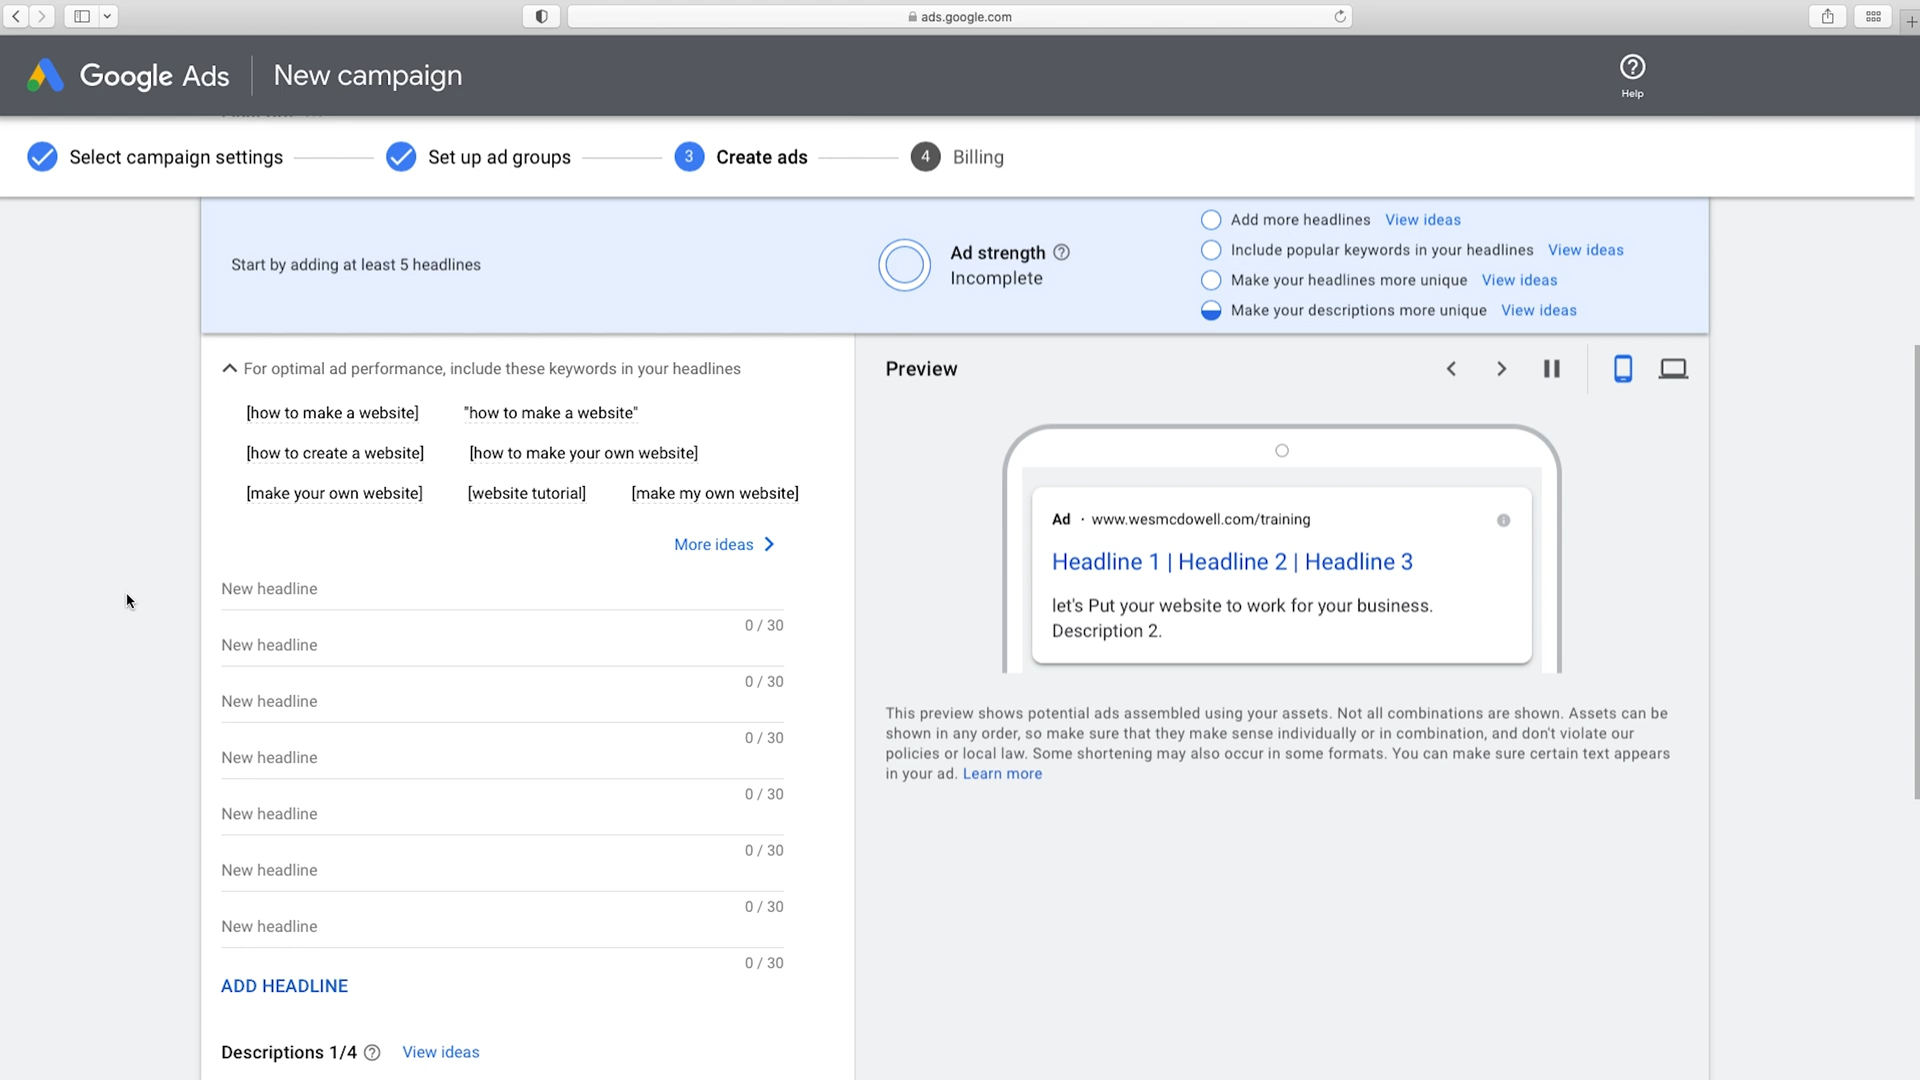 ads.google.com
Google Ads New campaign
Help
Select campaign settings
Set up ad groups
3 Create ads
4 Billing
Start by adding at least 5 headlines
Ad strength
Incomplete
Add more headlines View ideas
Include popular keywords in your headlines View ideas
Make your headlines more unique View ideas
Make your descriptions more unique View ideas
For optimal ad performance, include these keywords in your headlines
[how to make a website] "how to make a website"
[how to create a website] [how to make your own website]
[make your own website] [website tutorial] [make my own website]
More ideas
New headline
0 / 30
New headline
0 / 30
New headline
0 / 30
New headline
0 / 30
New headline
0 / 30
New headline
0 / 30
New headline
0 / 30
ADD HEADLINE
Descriptions 1/4 View ideas
Preview
Ad · www.wesmcdowell.com/training
Headline 1 | Headline 2 | Headline 3
let's Put your website to work for your business.
Description 2.
This preview shows potential ads assembled using your assets. Not all combinations are shown. Assets can be
shown in any order, so make sure that they make sense individually or in combination, and don't violate our
policies or local law. Some shortening may also occur in some formats. You can make sure certain text appears
in your ad. Learn more